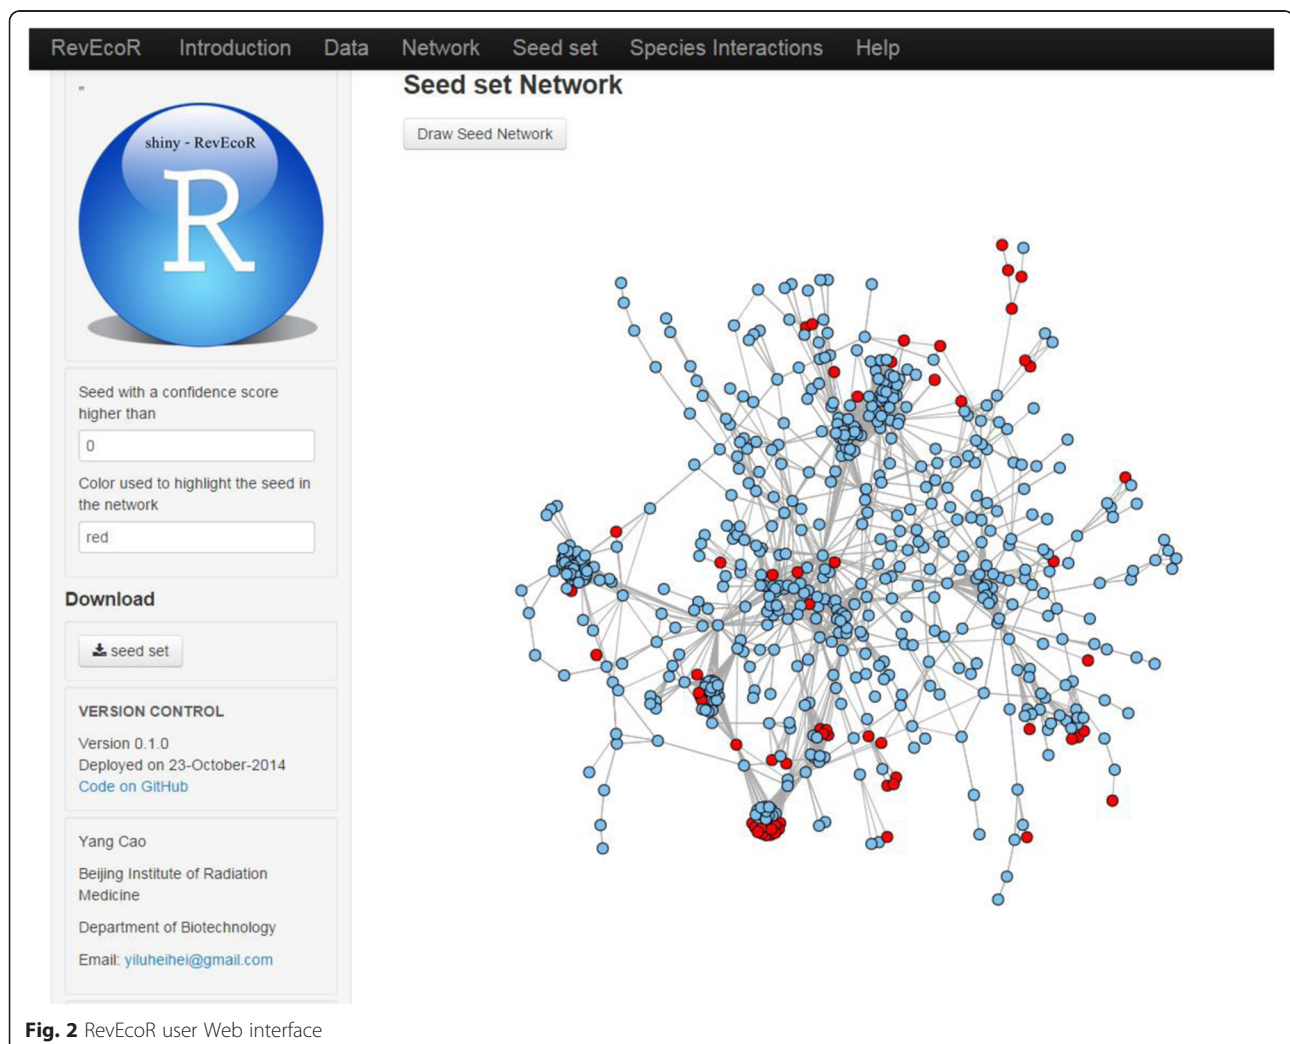 RevEcoR Introduction Data Network Seed set Species Interactions Help
"
shiny - RevEcoR
R
Seed with a confidence score
higher than
0
Color used to highlight the seed in
the network
red
Download
seed set
VERSION CONTROL
Version 0.1.0
Deployed on 23-October-2014
Code on GitHub
Yang Cao
Beijing Institute of Radiation
Medicine
Department of Biotechnology
Email: yiluheihei@gmail.com
Seed set Network
Draw Seed Network
Fig. 2 RevEcoR user Web interface